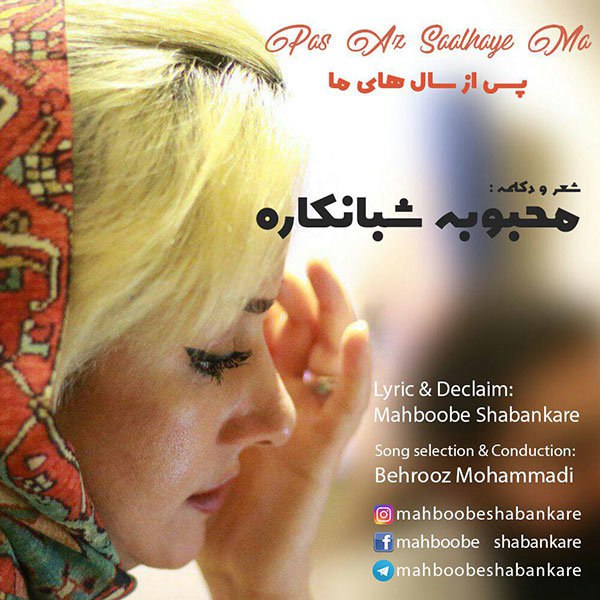 Pas Az Saalhaye Ma
پس از سال های ما
شعر و دکلمه :
محبوبه شبانکاره
Lyric & Declaim:
Mahboobe Shabankare
Song selection & Conduction:
Behrooz Mohammadi
mahboobeshabankare
mahboobe shabankare
mahboobeshabankare